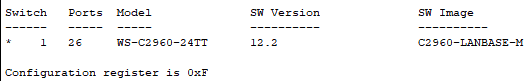 Switch Ports Model SW Version SW Image
------ ----- ----- ---------- ----------
* 1 26 WS-C2960-24TT 12.2 C2960-LANBASE-M
Configuration register is 0xF